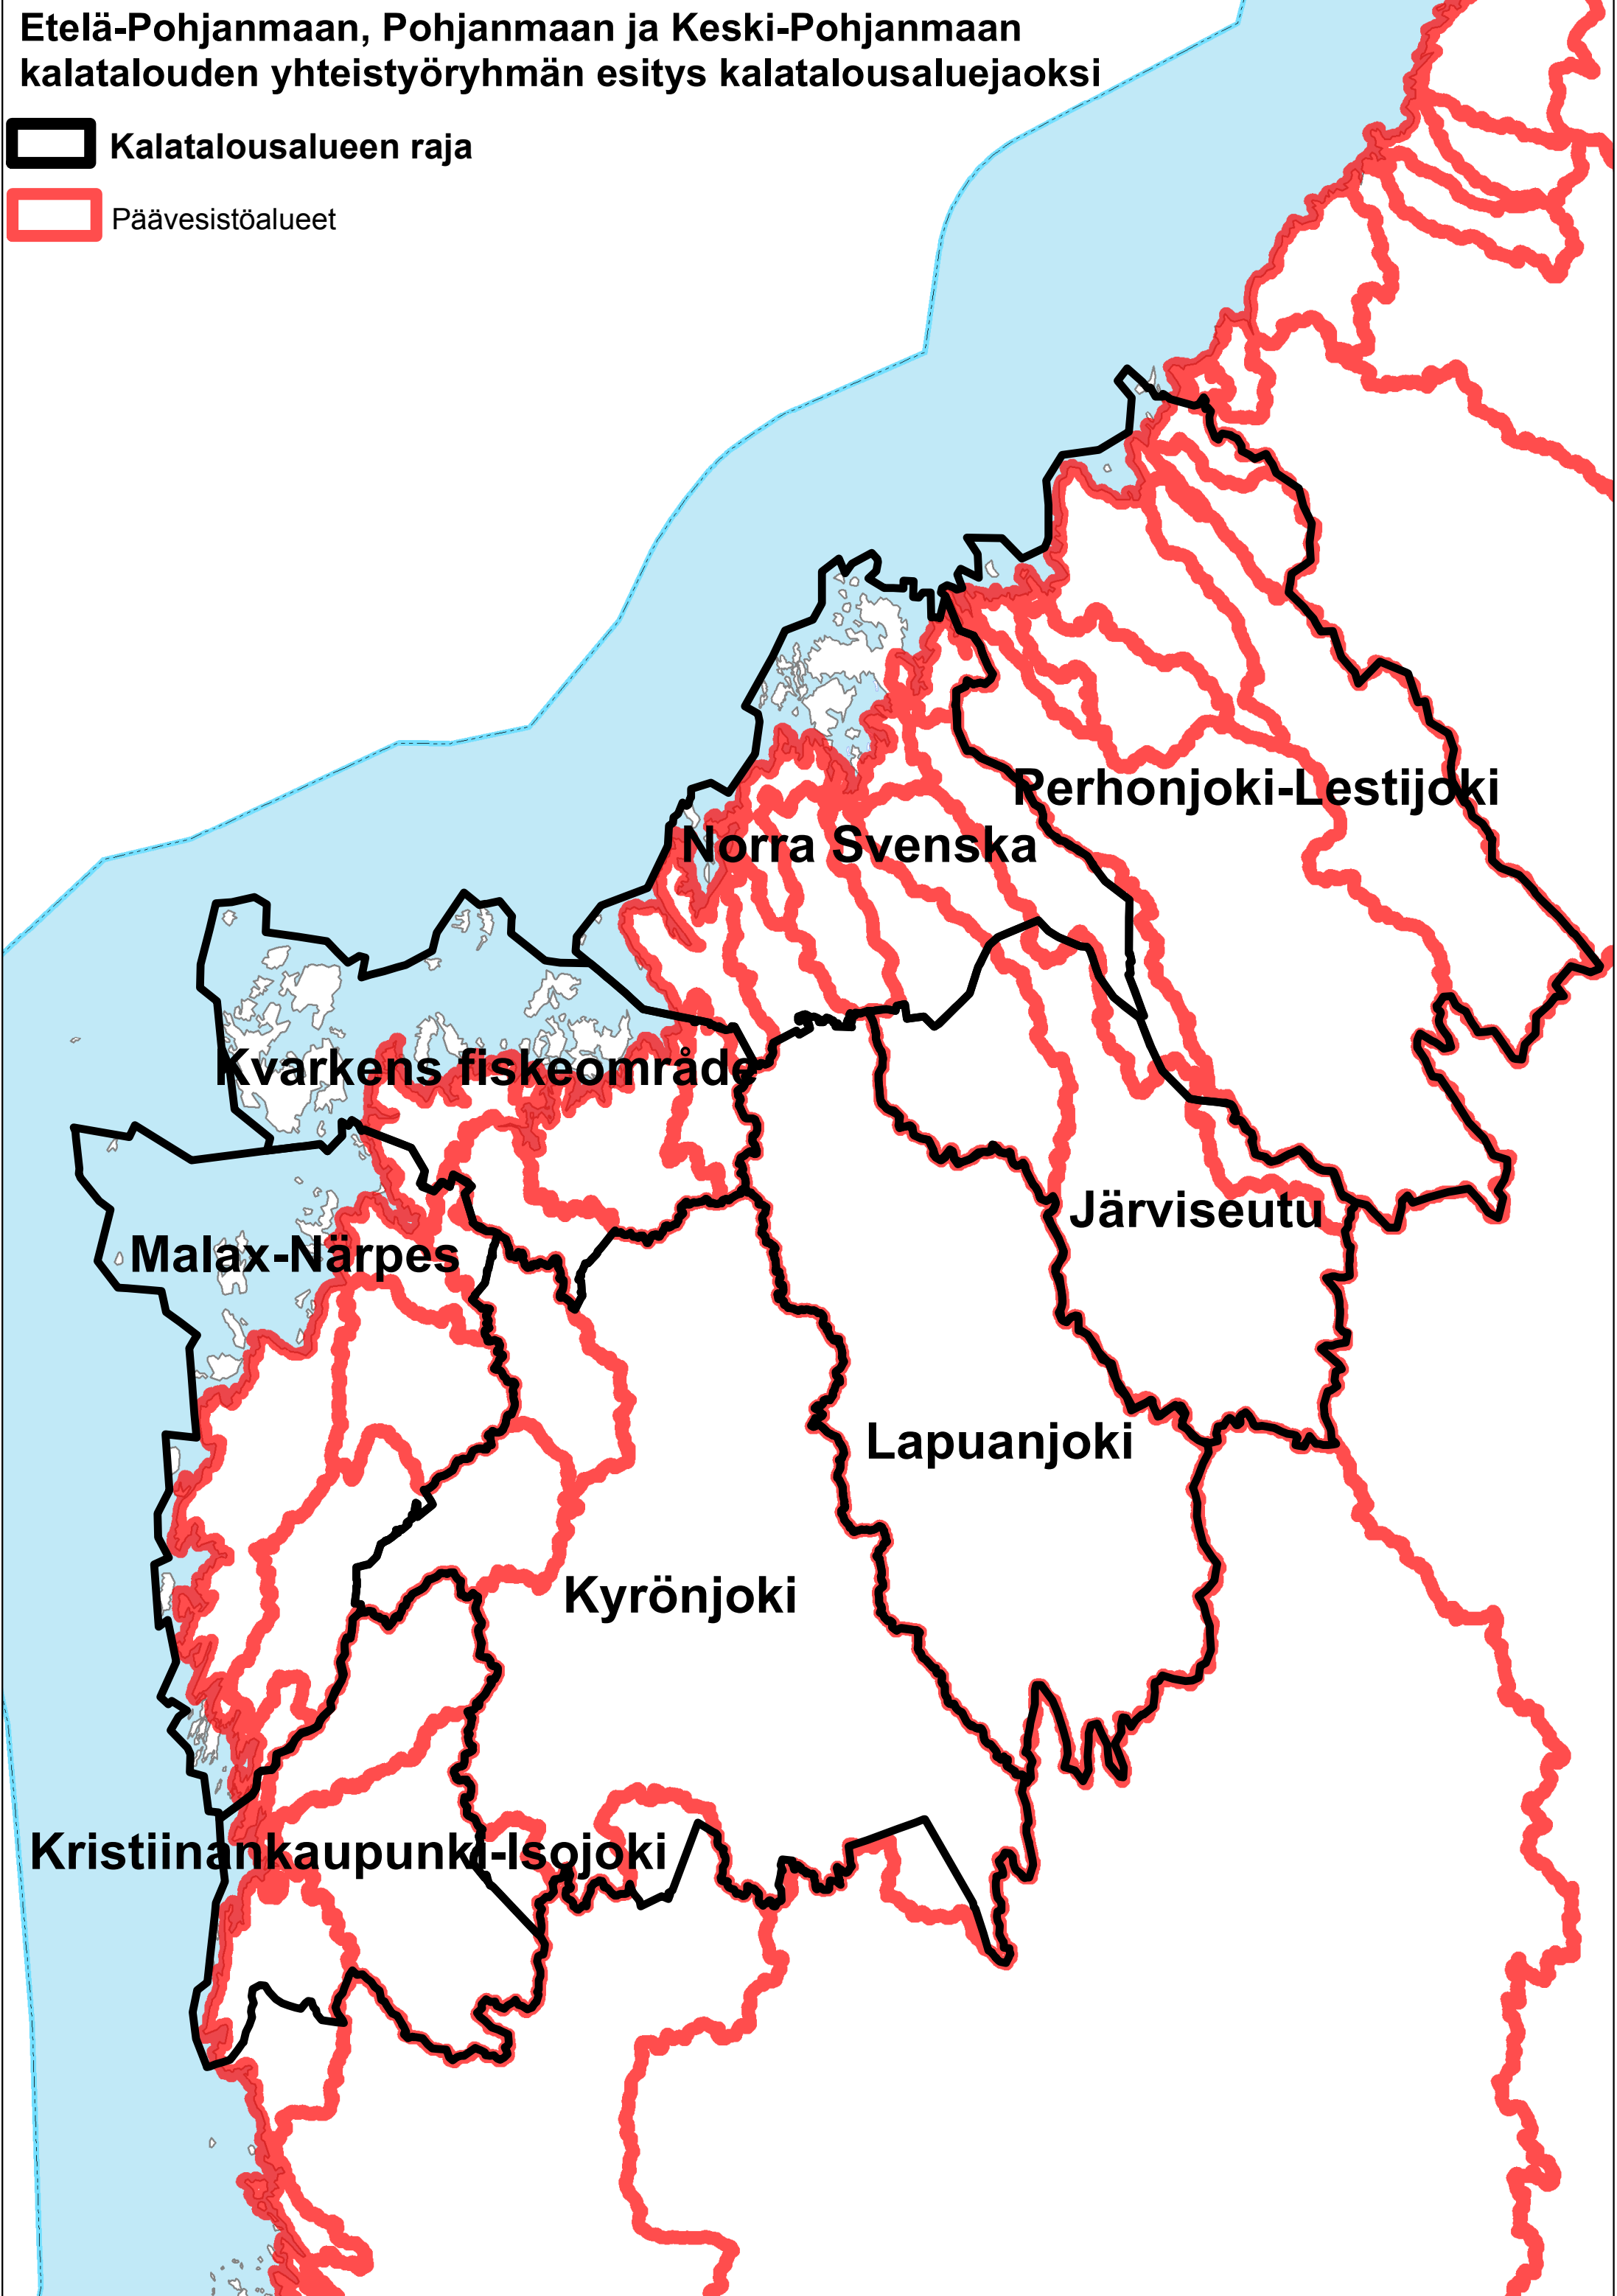 Etelä-Pohjanmaan, Pohjanmaan ja Keski-Pohjanmaan
kalatalouden yhteistyöryhmän esitys kalatalousaluejaoksi
Kalatalousalueen raja
Päävesistöalueet
Perhonjoki-Lestijoki
Norra Svenska
Kvarkens fiskeområde
Järviseutu
Malax-Närpes
Lapuanjoki
Kyrönjoki
Kristiinankaupunki-Isojoki